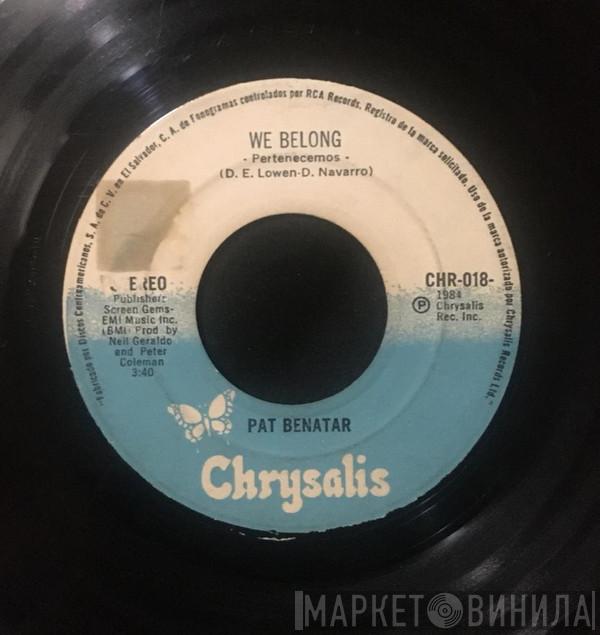 "Fabricado por Discos Centroamericanos, S. A. de C. V. en El Salvador, C. A. de Fonogramas controlados por RCA Records. Registro de la marca solicitado. Uso de la marca autorizado por Chrysalis Records Ltd."
WE BELONG
- Pertenecemos -
(D. E. Lowen-D. Navarro)
EREO
Publisher:
Screen Gems-
EMI Music Inc.
(BMI) Prod by
Neil Geraldo
and Peter
Coleman
3:40
CHR-018-
Ⓟ 1984
Chrysalis
Rec. Inc.
PAT BENATAR
Chrysalis
МАРКЕТ ВИНИЛА